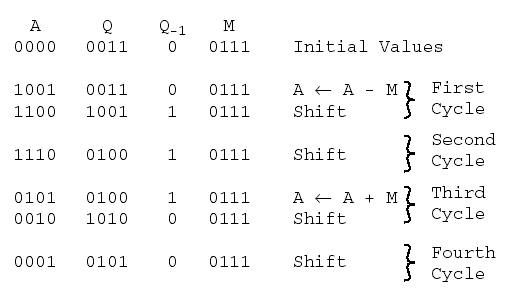 A Q Q-1 M
0000 0011 0 0111 Initial Values
1001 0011 0 0111 A ← A - M } First
1100 1001 1 0111 Shift Cycle
1110 0100 1 0111 Shift } Second Cycle
0101 0100 1 0111 A ← A + M } Third
0010 1010 0 0111 Shift Cycle
0001 0101 0 0111 Shift } Fourth Cycle